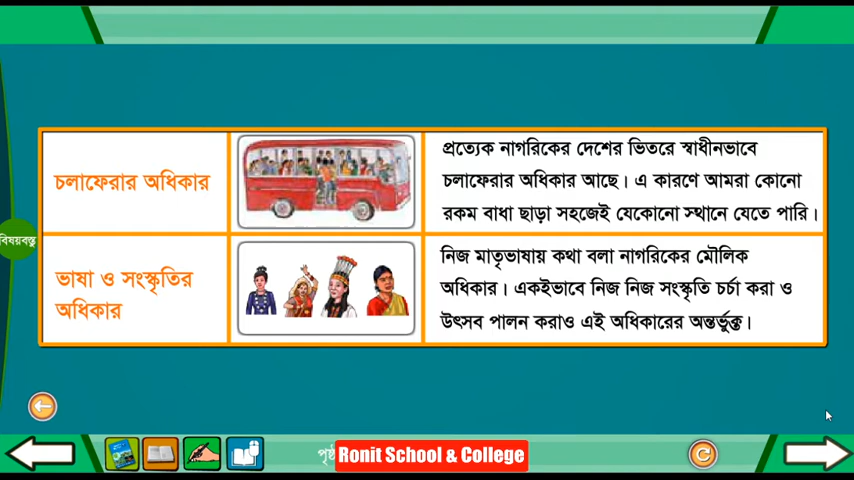 চলাফেরার অধিকার
প্রত্যেক নাগরিকের দেশের ভিতরে স্বাধীনভাবে
চলাফেরার অধিকার আছে। এ কারণে আমরা কোনো
রকম বাধা ছাড়া সহজেই যেকোনো স্থানে যেতে পারি।
বিষয়বস্তু
ভাষা ও সংস্কৃতির
অধিকার
নিজ মাতৃভাষায় কথা বলা নাগরিকের মৌলিক
অধিকার। একইভাবে নিজ নিজ সংস্কৃতি চর্চা করা ও
উৎসব পালন করাও এই অধিকারের অন্তর্ভুক্ত।
Ronit School & College